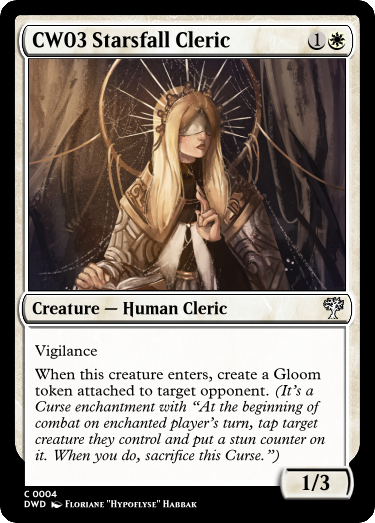 CW03 Starsfall Cleric 1
Creature — Human Cleric
Vigilance
When this creature enters, create a Gloom
token attached to target opponent. (It's a
Curse enchantment with “At the beginning of
combat on enchanted player's turn, tap target
creature they control and put a stun counter on
it. When you do, sacrifice this Curse.”)
1/3
C 0004
DWD Floriane "Hypoflyse" Habbak